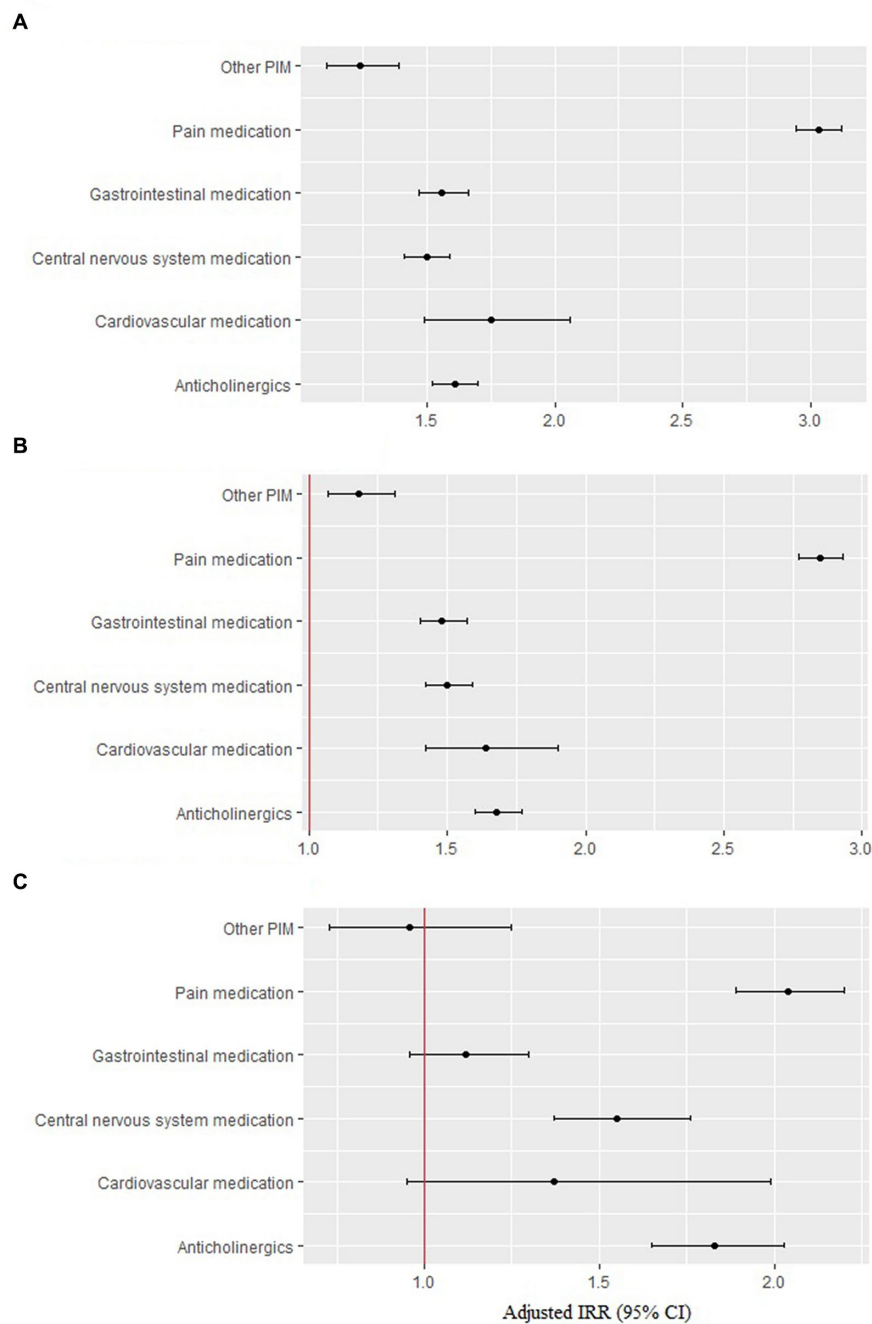 A
Other PIM
Pain medication
Gastrointestinal medication
Central nervous system medication
Cardiovascular medication
Anticholinergics
1.5 2.0 2.5 3.0
B
Other PIM
Pain medication
Gastrointestinal medication
Central nervous system medication
Cardiovascular medication
Anticholinergics
1.0 1.5 2.0 2.5 3.0
C
Other PIM
Pain medication
Gastrointestinal medication
Central nervous system medication
Cardiovascular medication
Anticholinergics
1.0 1.5 2.0
Adjusted IRR (95% CI)